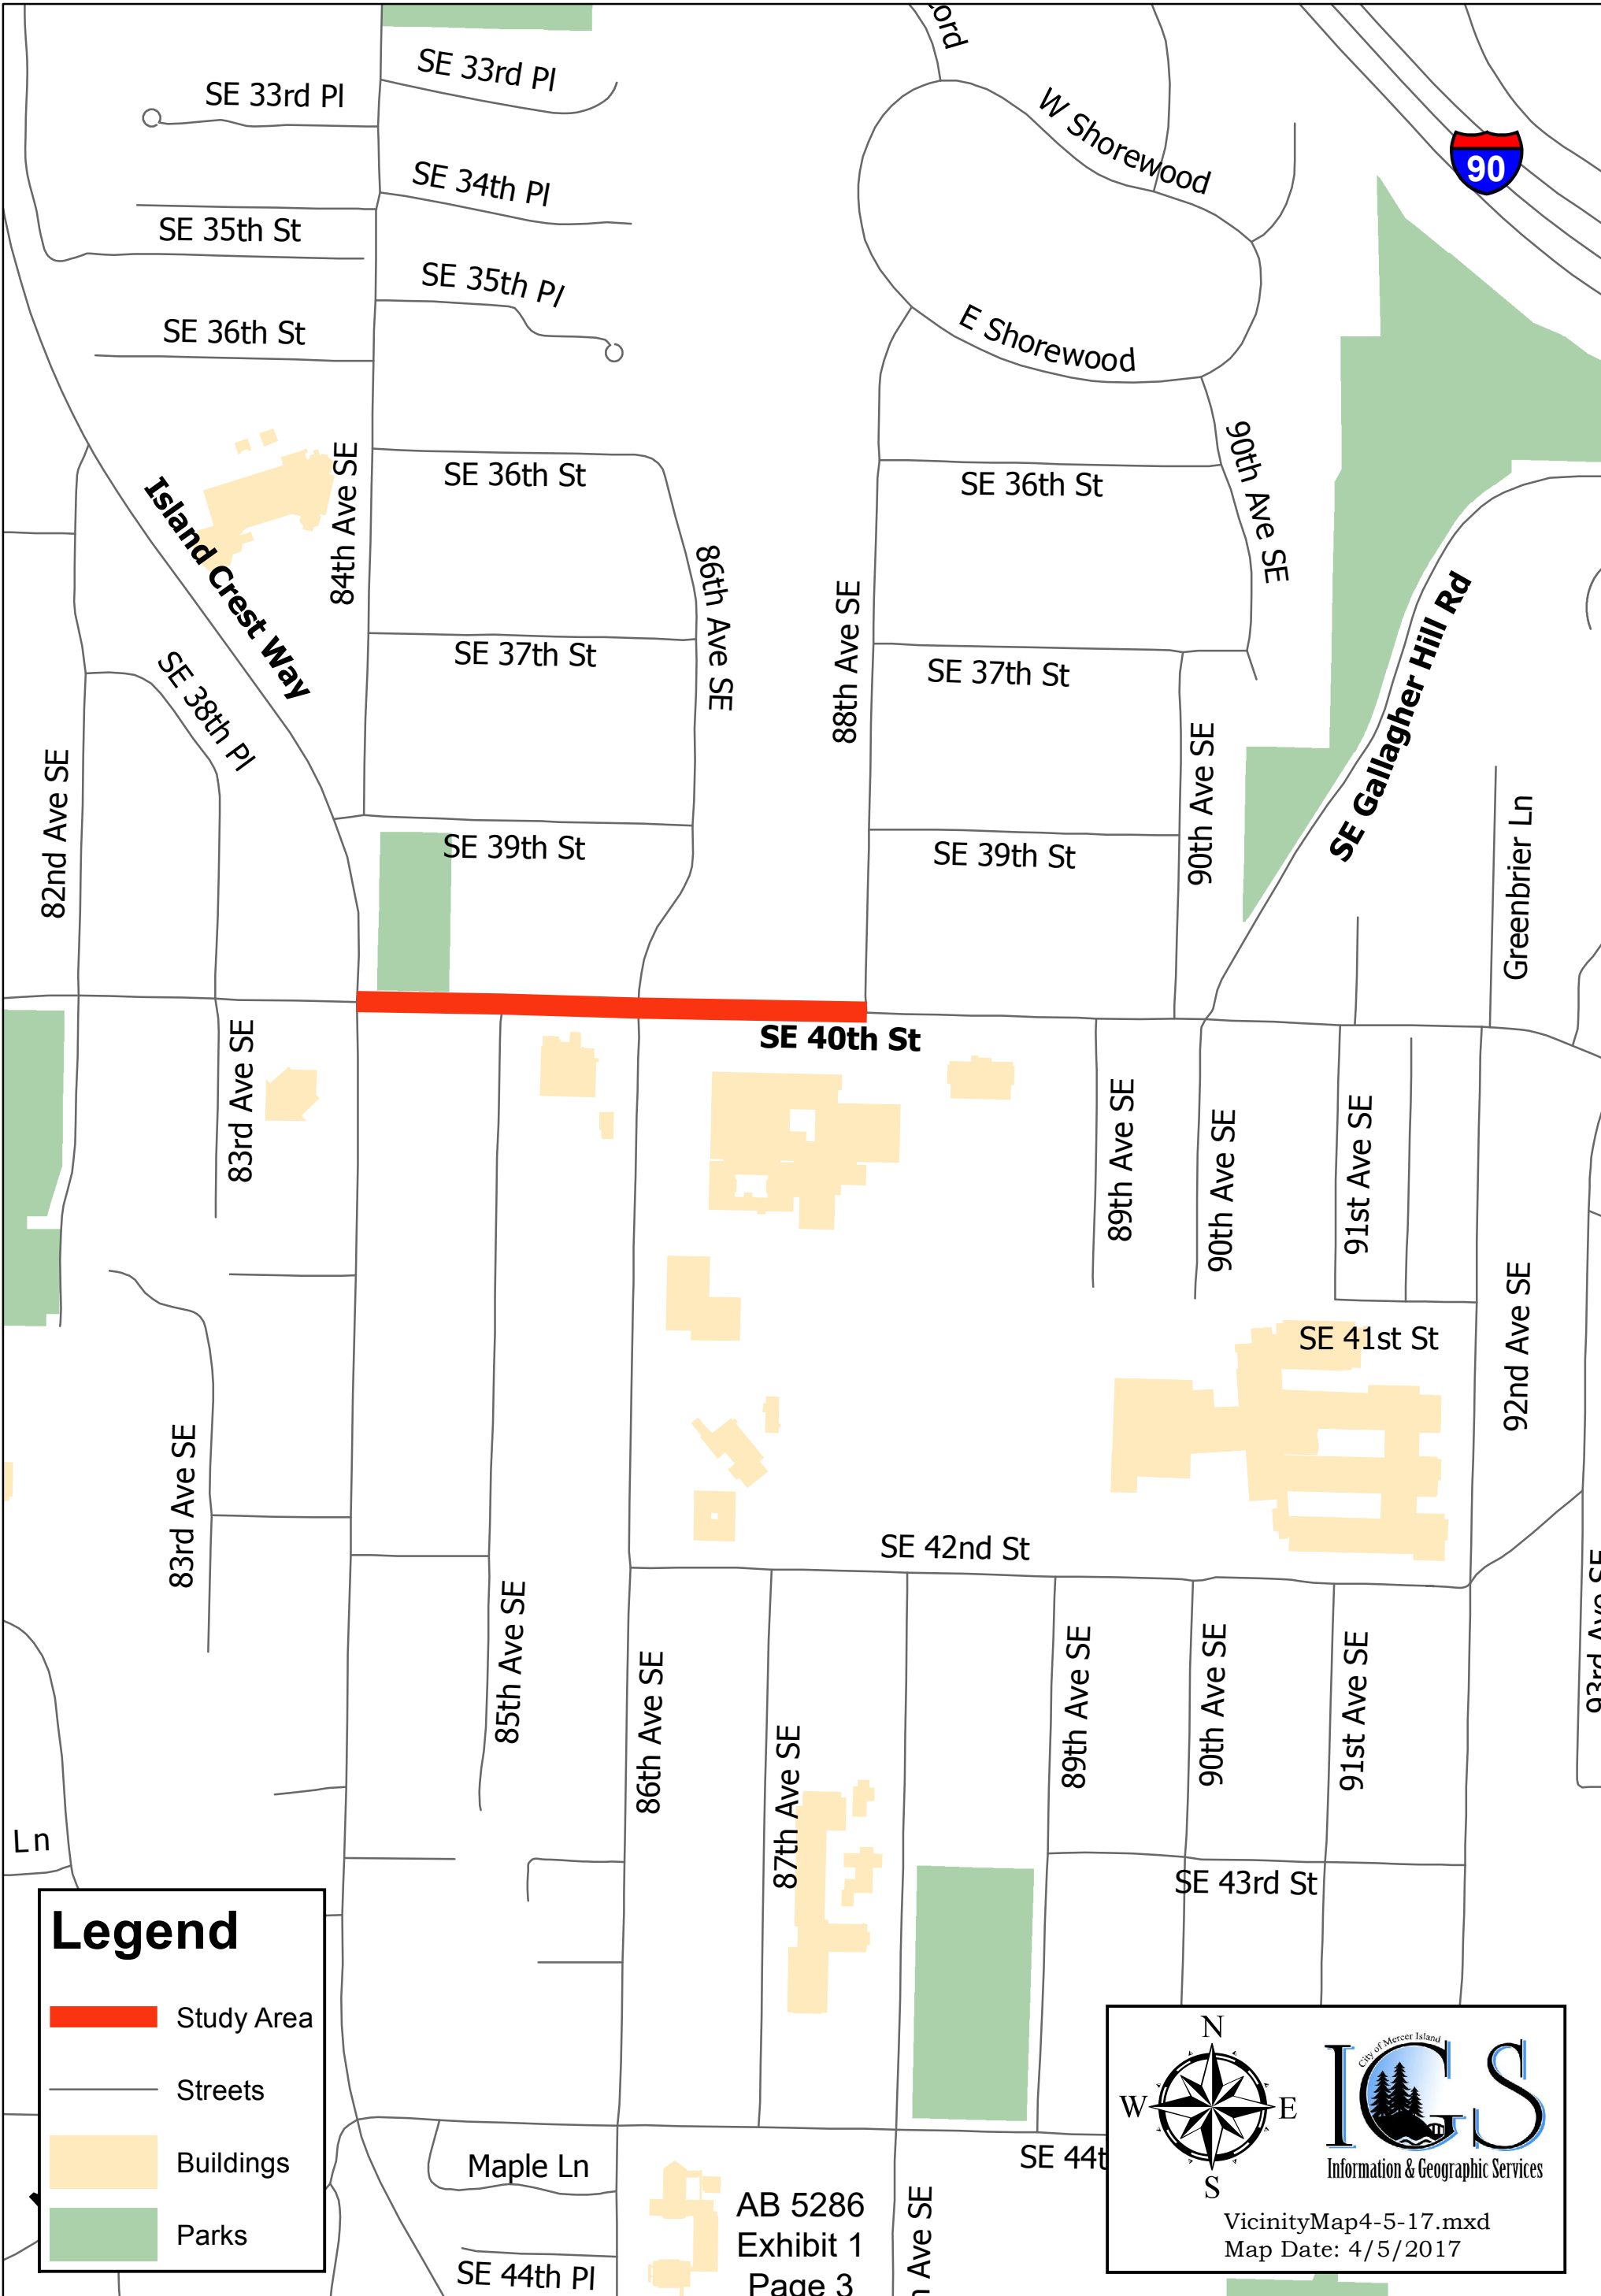 ord
SE 33rd Pl
SE 33rd Pl
W Shorewood
90
SE 34th Pl
SE 35th St
SE 35th Pl
SE 36th St
E Shorewood
84th Ave SE
SE 36th St
SE 36th St
90th Ave SE
Island Crest Way
86th Ave SE
88th Ave SE
SE Gallagher Hill Rd
SE 37th St
SE 37th St
SE 38th Pl
82nd Ave SE
90th Ave SE
SE 39th St
SE 39th St
Greenbrier Ln
SE 40th St
83rd Ave SE
89th Ave SE
90th Ave SE
91st Ave SE
SE 41st St
92nd Ave SE
83rd Ave SE
SE 42nd St
85th Ave SE
86th Ave SE
87th Ave SE
89th Ave SE
90th Ave SE
91st Ave SE
93rd Ave SE
Ln
SE 43rd St
Legend
Study Area
Streets
Buildings
Parks
Maple Ln
SE 44th Pl
AB 5286
Exhibit 1
Page 3
h Ave SE
SE 44t
N
W
E
S
City of Mercer Island
IGS
Information & Geographic Services
VicinityMap4-5-17.mxd
Map Date: 4/5/2017